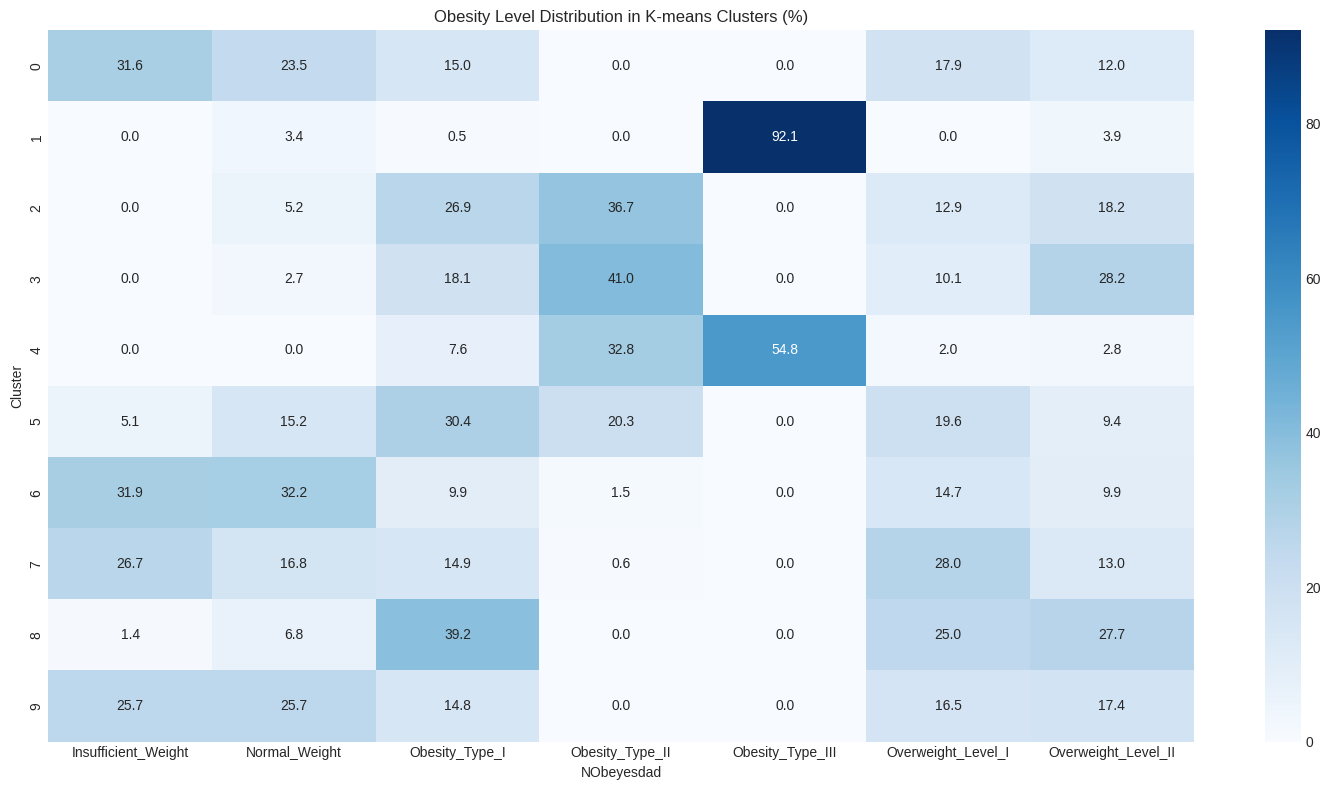 Obesity Level Distribution in K-means Clusters (%)
0 31.6 23.5 15.0 0.0 0.0 17.9 12.0
1 0.0 3.4 0.5 0.0 92.1 0.0 3.9
2 0.0 5.2 26.9 36.7 0.0 12.9 18.2
3 0.0 2.7 18.1 41.0 0.0 10.1 28.2
4 0.0 0.0 7.6 32.8 54.8 2.0 2.8
5 5.1 15.2 30.4 20.3 0.0 19.6 9.4
6 31.9 32.2 9.9 1.5 0.0 14.7 9.9
7 26.7 16.8 14.9 0.6 0.0 28.0 13.0
8 1.4 6.8 39.2 0.0 0.0 25.0 27.7
9 25.7 25.7 14.8 0.0 0.0 16.5 17.4
Cluster
Insufficient_Weight Normal_Weight Obesity_Type_I Obesity_Type_II Obesity_Type_III Overweight_Level_I Overweight_Level_II
NObeyesdad
80
60
40
20
0